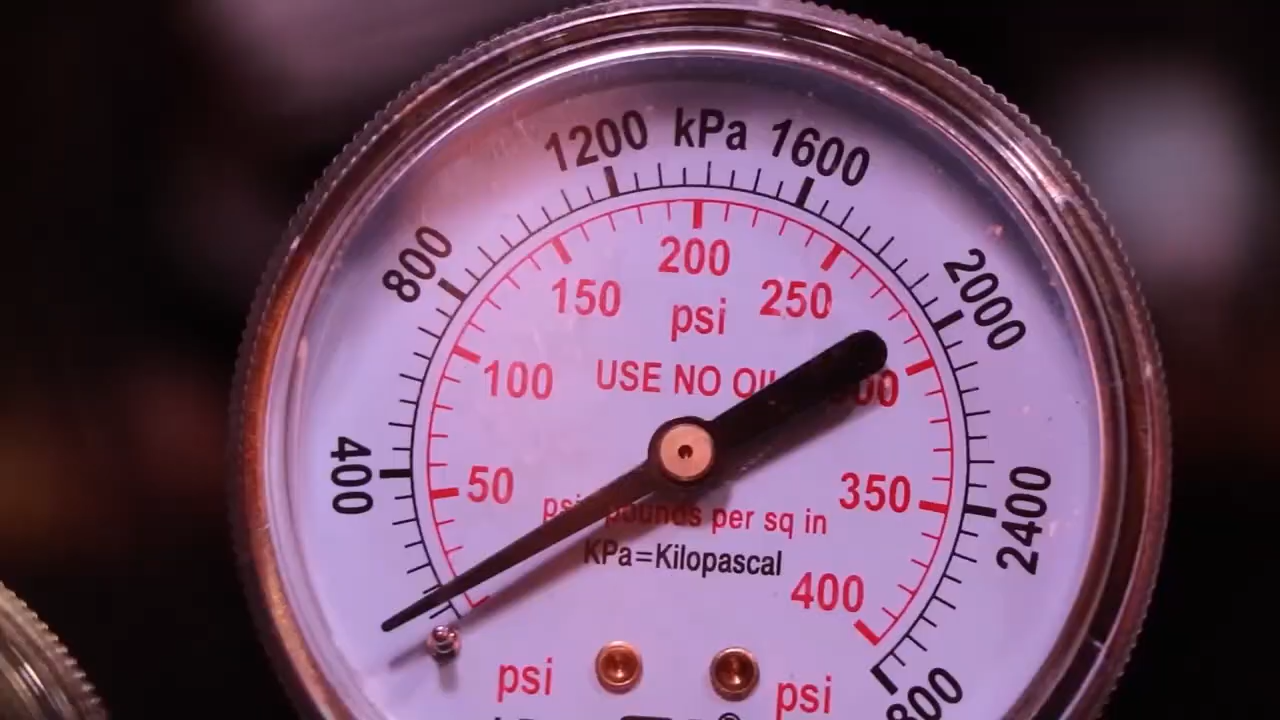 1200 kPa 1600
800
2000
200
150
250
psi
100
USE NO
400
50
350
2400
pounds per sq in
KPa=Kilopascal
400
psi
psi